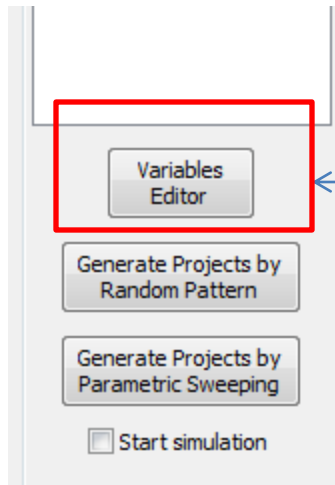 Variables
Editor
Generate Projects by
Random Pattern
Generate Projects by
Parametric Sweeping
Start simulation